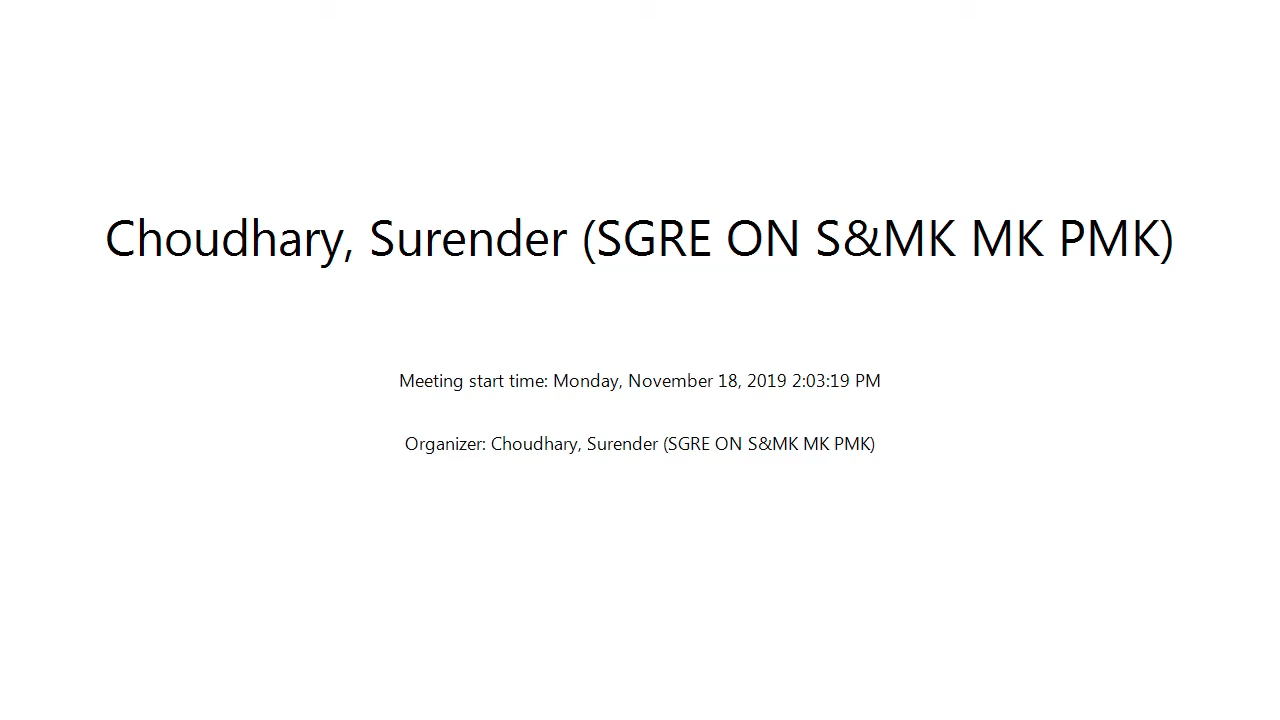 Choudhary, Surender (SGRE ON S&MK MK PMK)
Meeting start time: Monday, November 18, 2019 2:03:19 PM
Organizer: Choudhary, Surender (SGRE ON S&MK MK PMK)